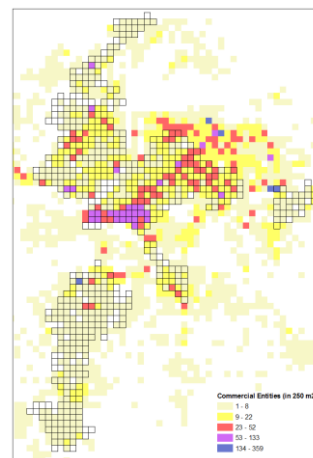 Commercial Entities (in 250 m2
1 - 8
9 - 22
23 - 52
53 - 133
134 - 359